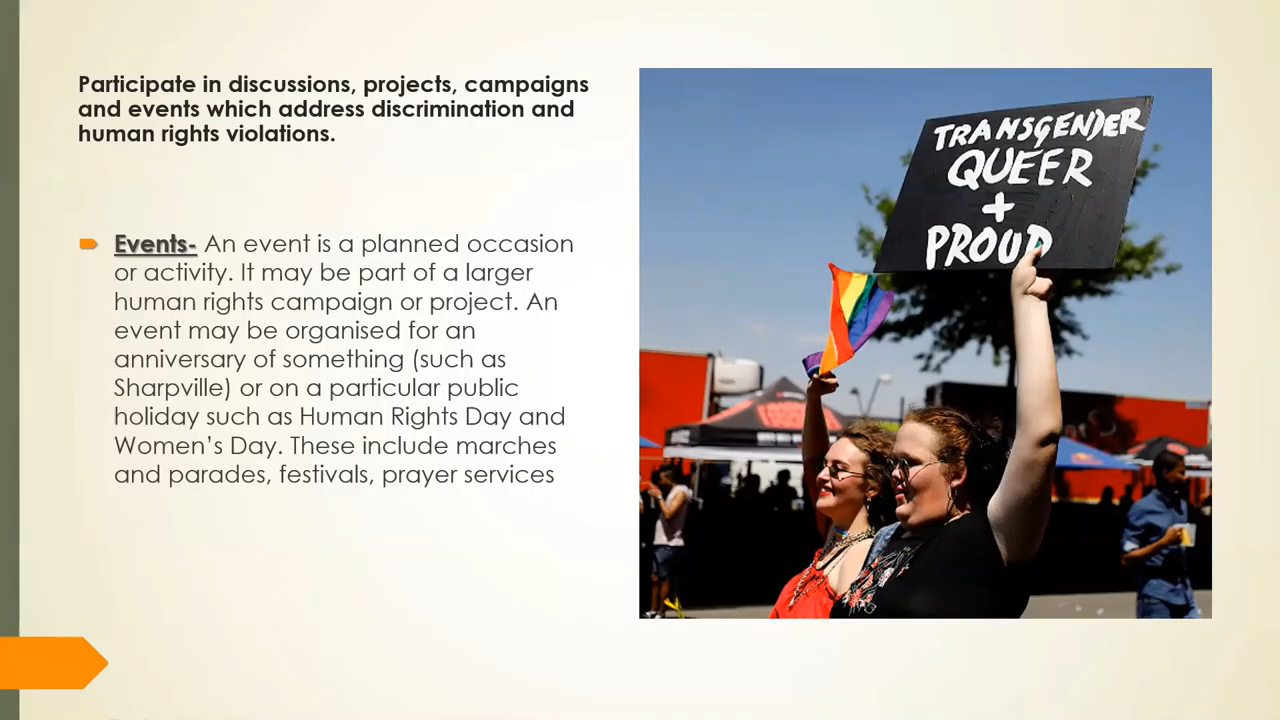 Participate in discussions, projects, campaigns
and events which address discrimination and
human rights violations.
Events- An event is a planned occasion
or activity. It may be part of a larger
human rights campaign or project. An
event may be organised for an
anniversary of something (such as
Sharpville) or on a particular public
holiday such as Human Rights Day and
Women’s Day. These include marches
and parades, festivals, prayer services
TRANSGENDER
QUEER
+
PROUD